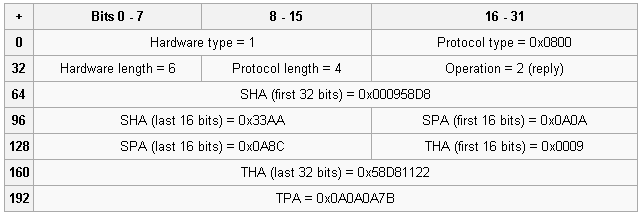 + Bits 0 - 7 8 - 15 16 - 31
0 Hardware type = 1 Protocol type = 0x0800
32 Hardware length = 6 Protocol length = 4 Operation = 2 (reply)
64 SHA (first 32 bits) = 0x000958D8
96 SHA (last 16 bits) = 0x33AA SPA (first 16 bits) = 0x0A0A
128 SPA (last 16 bits) = 0x0A8C THA (first 16 bits) = 0x0009
160 THA (last 32 bits) = 0x58D81122
192 TPA = 0x0A0A0A7B